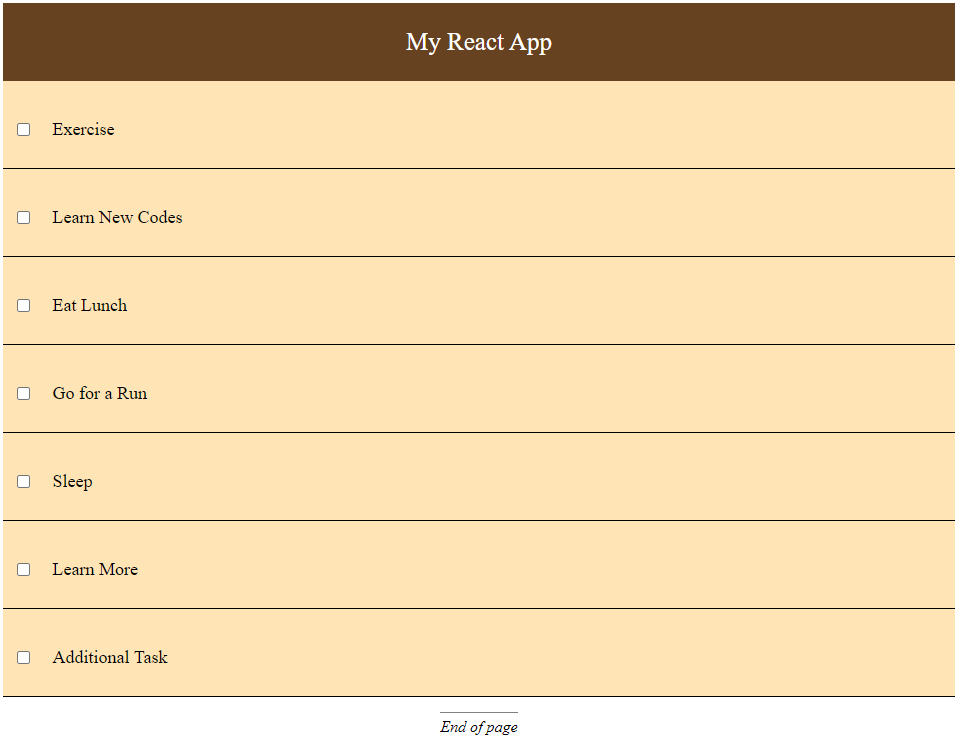 My React App
Exercise
Learn New Codes
Eat Lunch
Go for a Run
Sleep
Learn More
Additional Task
End of page